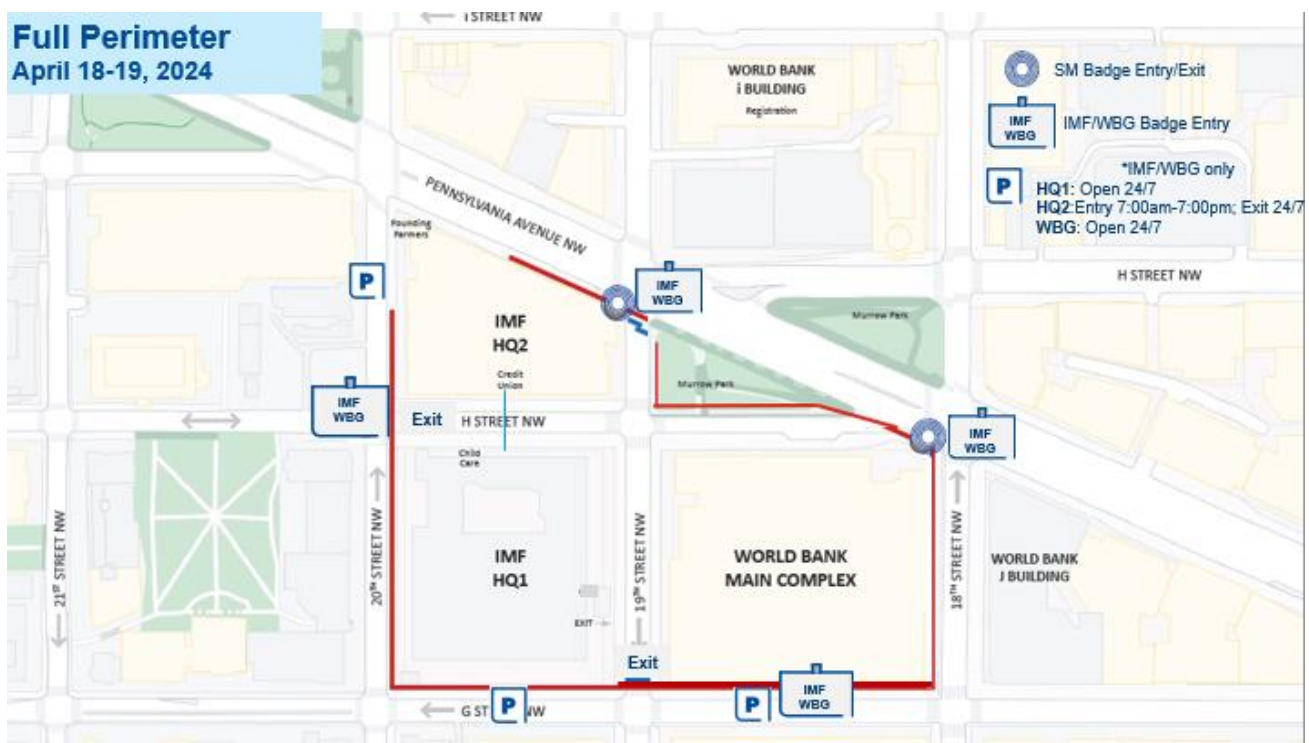 Full Perimeter
April 18-19, 2024
I STREET NW
WORLD BANK
i BUILDING
Registration
SM Badge Entry/Exit
IMF
WBG
IMF/WBG Badge Entry
P
*IMF/WBG only
HQ1: Open 24/7
HQ2:Entry 7:00am-7:00pm; Exit 24/7
WBG: Open 24/7
PENNSYLVANIA AVENUE NW
Founding
Farmers
P
IMF
WBG
H STREET NW
IMF
HQ2
Murrow Park
Credit
Union
Murrow Park
IMF
WBG
Exit
H STREET NW
IMF
WBG
Child
Care
21ST STREET NW
20TH STREET NW
IMF
HQ1
19TH STREET NW
WORLD BANK
MAIN COMPLEX
18TH STREET NW
WORLD BANK
J BUILDING
EXIT
Exit
G ST
P
NW
P
IMF
WBG